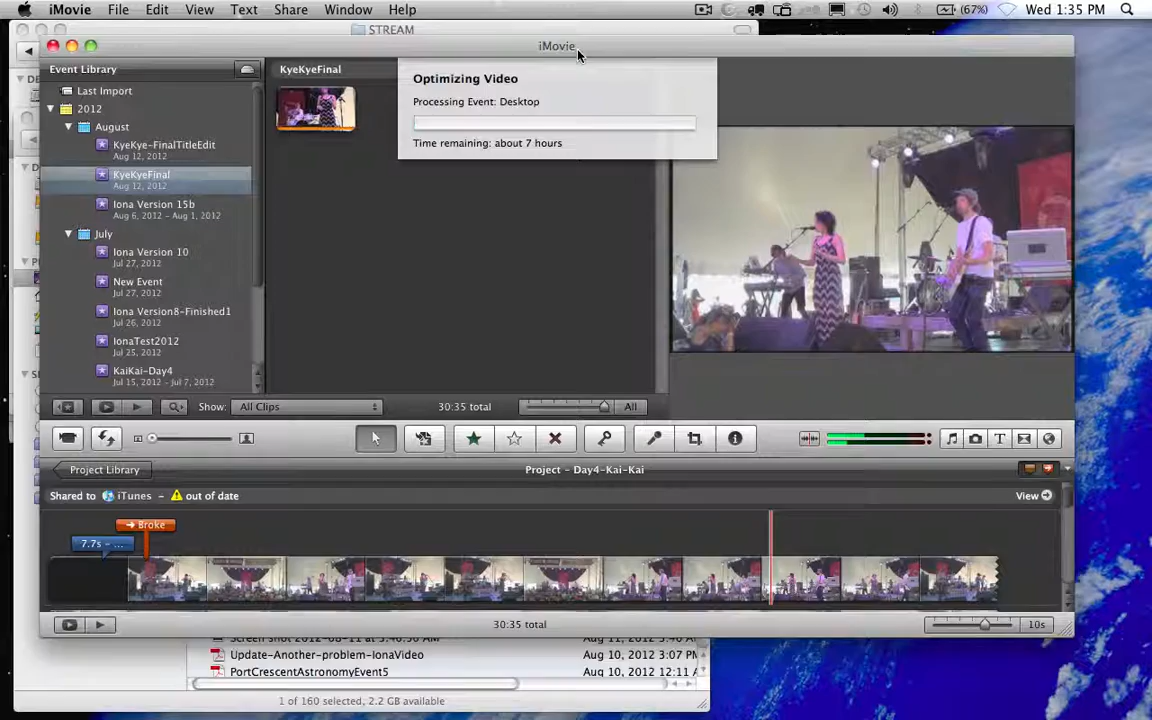 iMovie File Edit View Text Share Window Help (67%) Wed 1:35 PM
STREAM
iMovie
Event Library
KyeKyeFinal
Optimizing Video
Processing Event: Desktop
Time remaining: about 7 hours
Last Import
2012
August
KyeKye-FinalTitleEdit
Aug 12, 2012
KyeKyeFinal
Aug 12, 2012
Iona Version 15b
Aug 6, 2012 - Aug 1, 2012
July
Iona Version 10
Jul 27, 2012
New Event
Jul 27, 2012
Iona Version8-Finished1
Jul 26, 2012
IonaTest2012
Jul 25, 2012
KaiKai-Day4
Jul 15, 2012 - Jul 7, 2012
Show: All Clips 30:35 total All
Project Library Project - Day4-Kai-Kai
Shared to iTunes - out of date View
Broke
7.7s - ...
30:35 total 10s
Update-Another-problem-IonaVideo Aug 10, 2012 3:07 PM
PortCrescentAstronomyEvent5 Aug 10, 2012 12:11
1 of 160 selected, 2.2 GB available